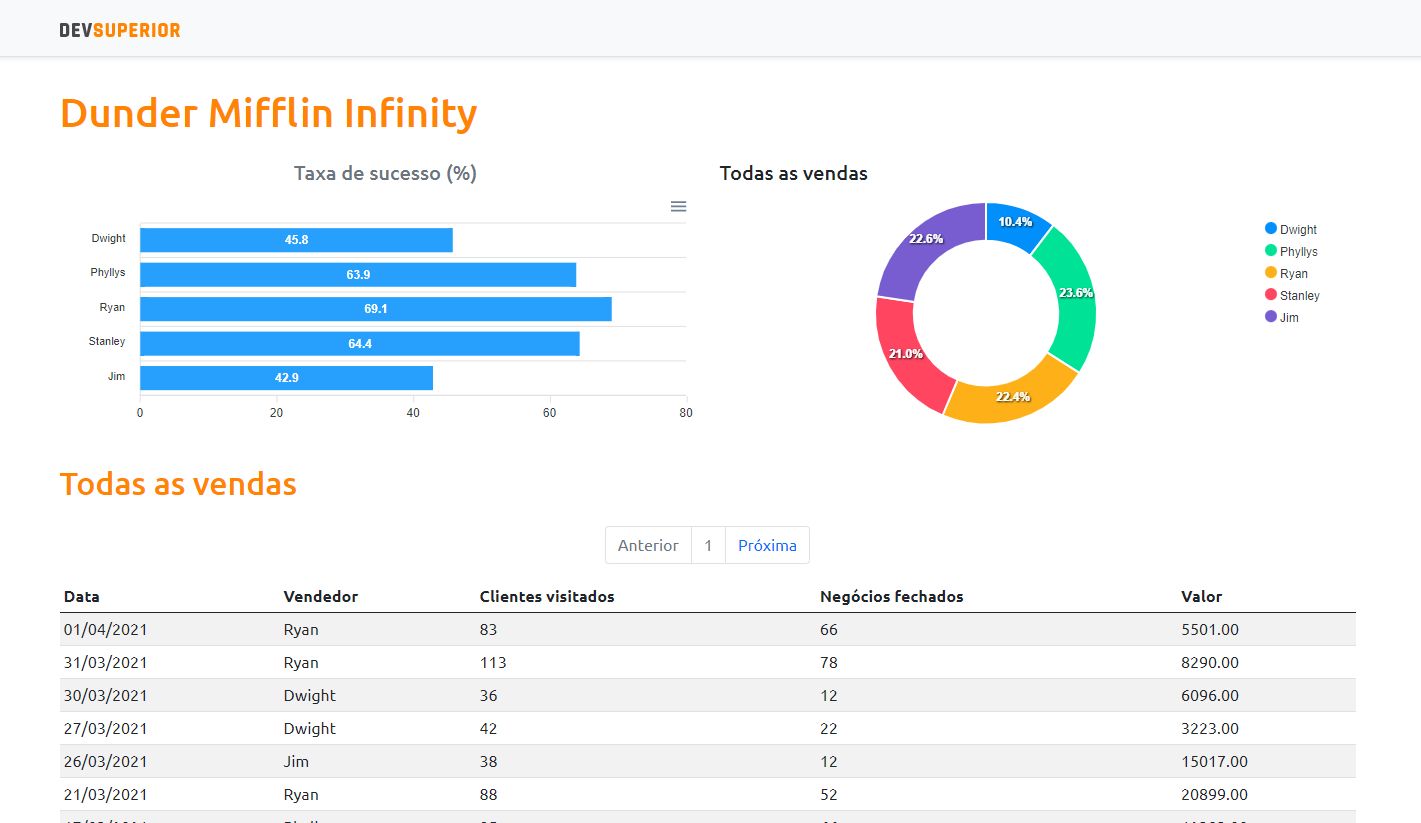 DEVSUPERIOR
Dunder Mifflin Infinity
Taxa de sucesso (%)
Dwight 45.8
Phyllys 63.9
Ryan 69.1
Stanley 64.4
Jim 42.9
0 20 40 60 80
Todas as vendas
10.4%
23.6%
22.4%
21.0%
22.6%
Dwight
Phyllys
Ryan
Stanley
Jim
Todas as vendas
Anterior 1 Próxima
Data Vendedor Clientes visitados Negócios fechados Valor
01/04/2021 Ryan 83 66 5501.00
31/03/2021 Ryan 113 78 8290.00
30/03/2021 Dwight 36 12 6096.00
27/03/2021 Dwight 42 22 3223.00
26/03/2021 Jim 38 12 15017.00
21/03/2021 Ryan 88 52 20899.00